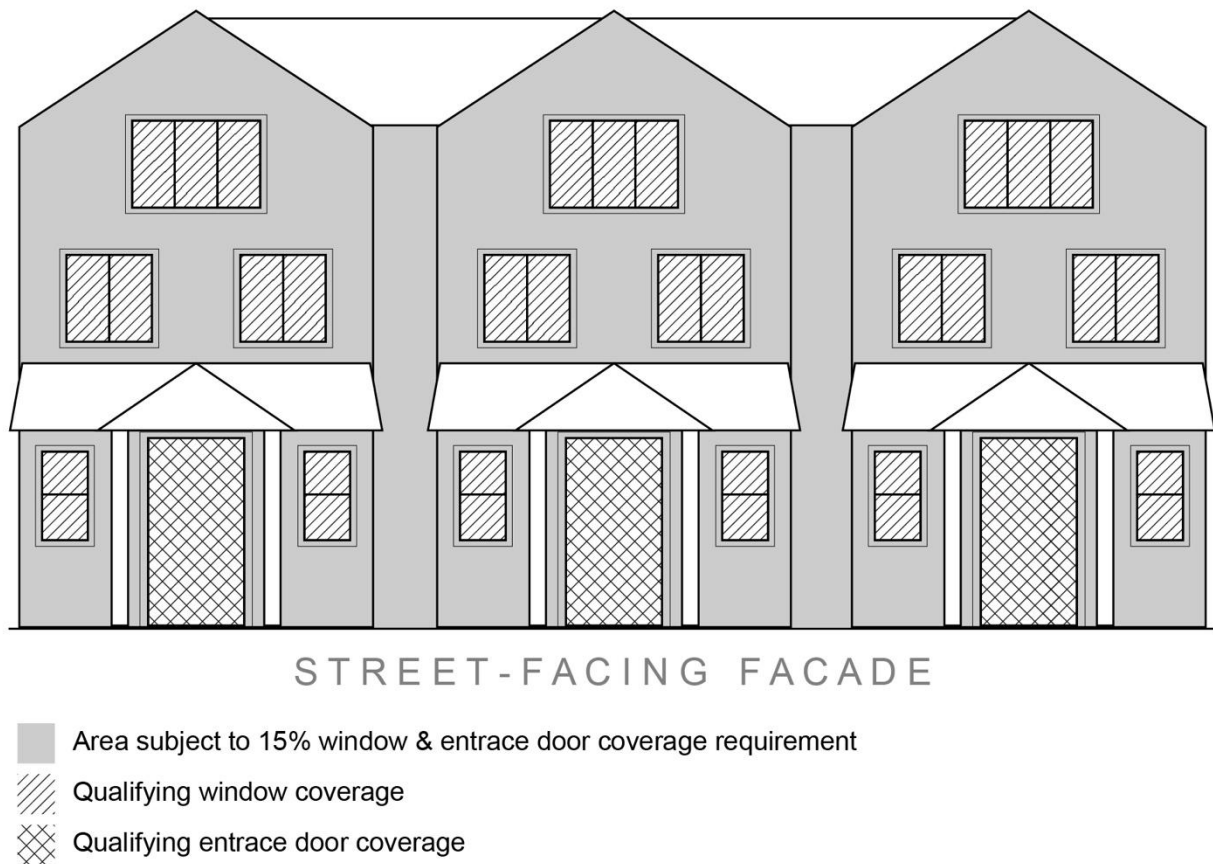 STREET-FACING FACADE
Area subject to 15% window & entrace door coverage requirement
Qualifying window coverage
Qualifying entrace door coverage